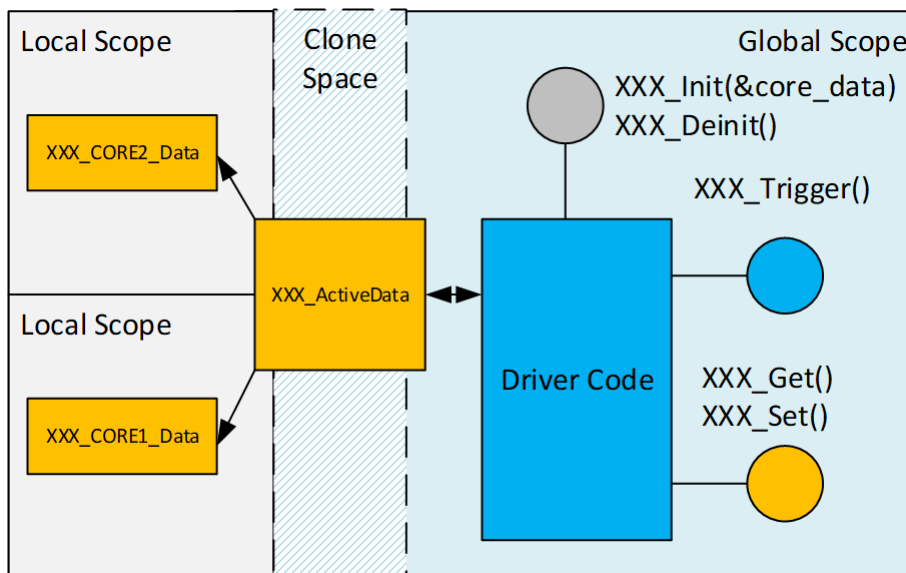 Local Scope
XXX_CORE2_Data
Clone
Space
Global Scope
XXX_Init(&core_data)
XXX_Deinit()
XXX_Trigger()
XXX_ActiveData
Driver Code
XXX_Get()
XXX_Set()
Local Scope
XXX_CORE1_Data